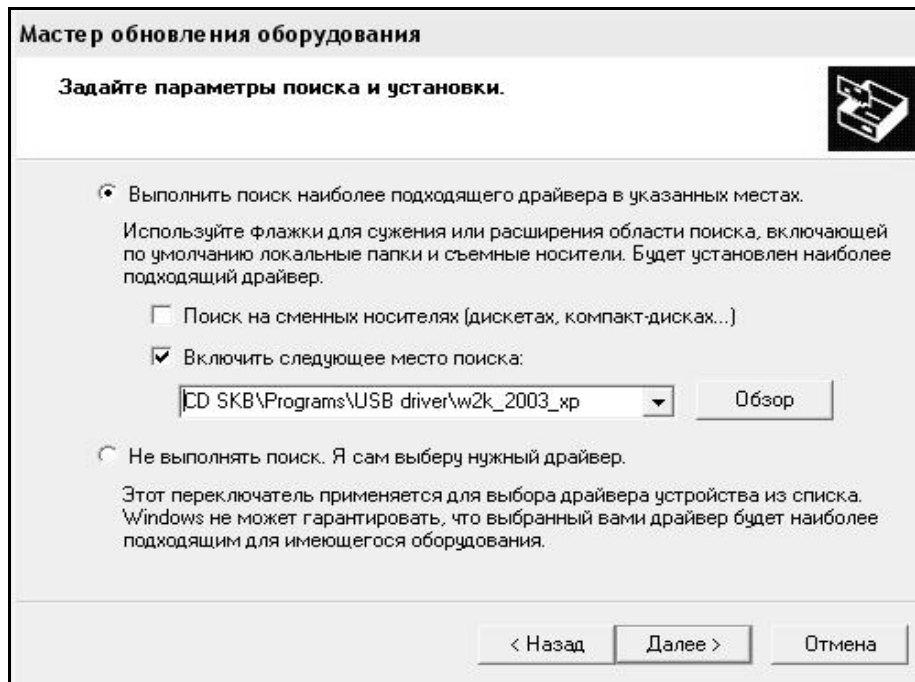 Мастер обновления оборудования
Задайте параметры поиска и установки.
Выполнить поиск наиболее подходящего драйвера в указанных местах.
Используйте флажки для сужения или расширения области поиска, включающей
по умолчанию локальные папки и съемные носители. Будет установлен наиболее
подходящий драйвер.
Поиск на сменных носителях (дискетах, компакт-дисках...)
Включить следующее место поиска:
CD SKB\Programs\USB driver\w2k_2003_xp
Обзор
Не выполнять поиск. Я сам выберу нужный драйвер.
Этот переключатель применяется для выбора драйвера устройства из списка.
Windows не может гарантировать, что выбранный вами драйвер будет наиболее
подходящим для имеющегося оборудования.
< Назад
Далее >
Отмена